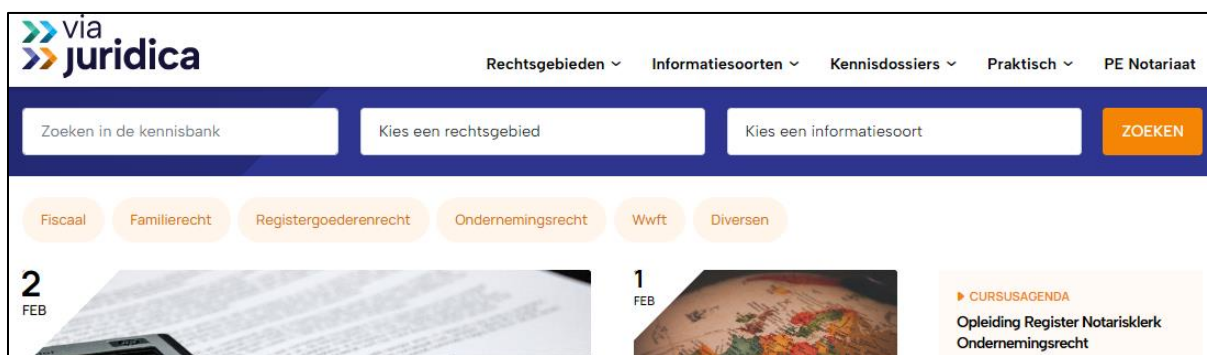 via
juridica
Rechtsgebieden Informatiesoorten Kennisdossiers Praktisch PE Notariaat
Zoeken in de kennisbank Kies een rechtsgebied Kies een informatiesoort ZOEKEN
Fiscaal Familierecht Registergoederenrecht Ondernemingsrecht Wwft Diversen
2
FEB
1
FEB
CURSUSAGENDA
Opleiding Register Notarisklerk
Ondernemingsrecht